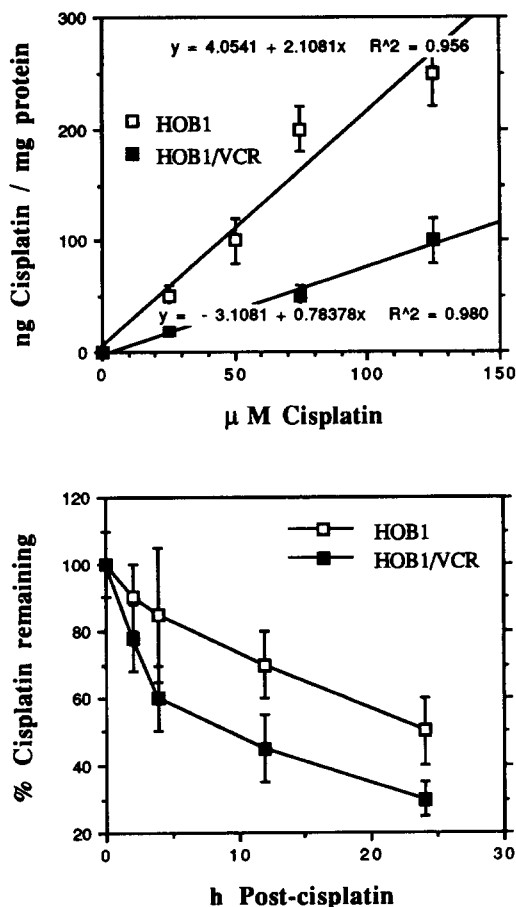 300
y = 4.0541 + 2.1081x R^2 = 0.956
HOB1
HOB1/VCR
200
100
y = - 3.1081 + 0.78378x R^2 = 0.980
0
0 50 100 150
ng Cisplatin / mg protein
μ M Cisplatin
120
HOB1
HOB1/VCR
100
80
60
40
20
0 10 20 30
% Cisplatin remaining
h Post-cisplatin